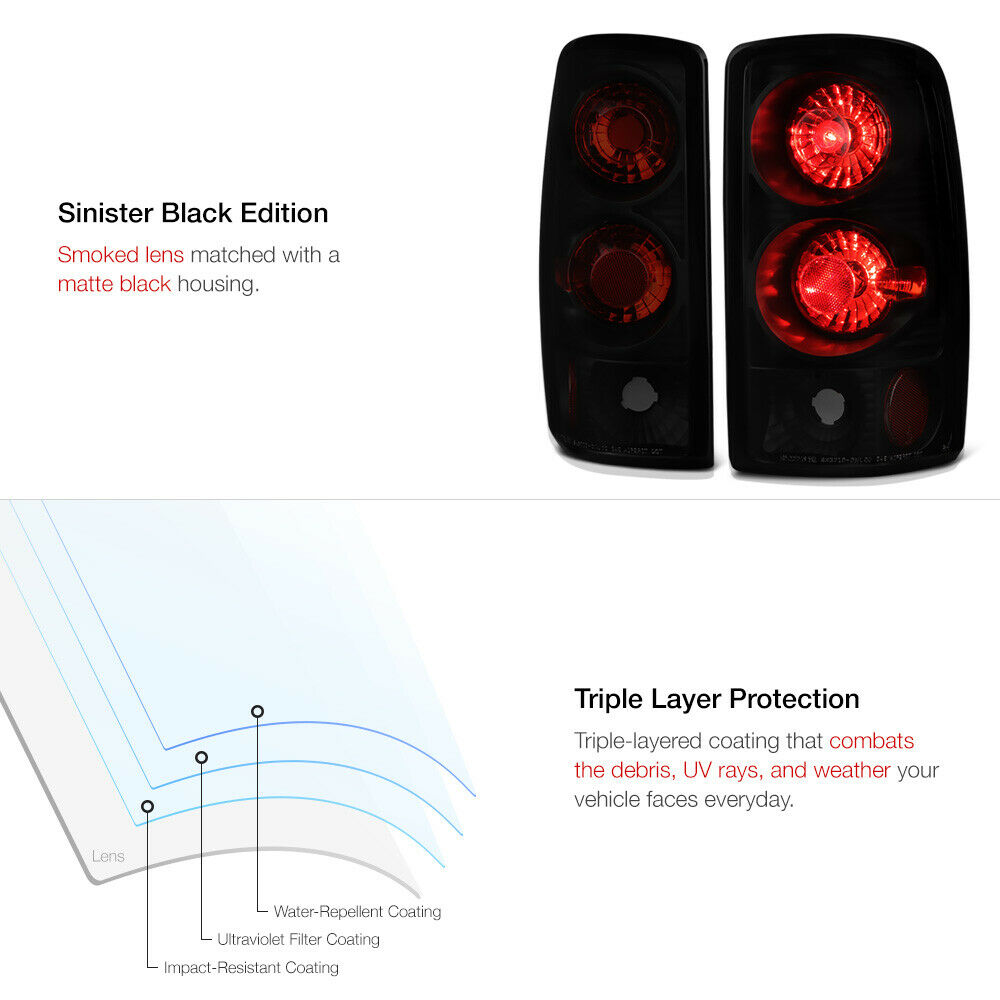 Sinister Black Edition
Smoked lens matched with a
matte black housing.
Triple Layer Protection
Triple-layered coating that combats
the debris, UV rays, and weather your
vehicle faces everyday.
Lens
Water-Repellent Coating
Ultraviolet Filter Coating
Impact-Resistant Coating